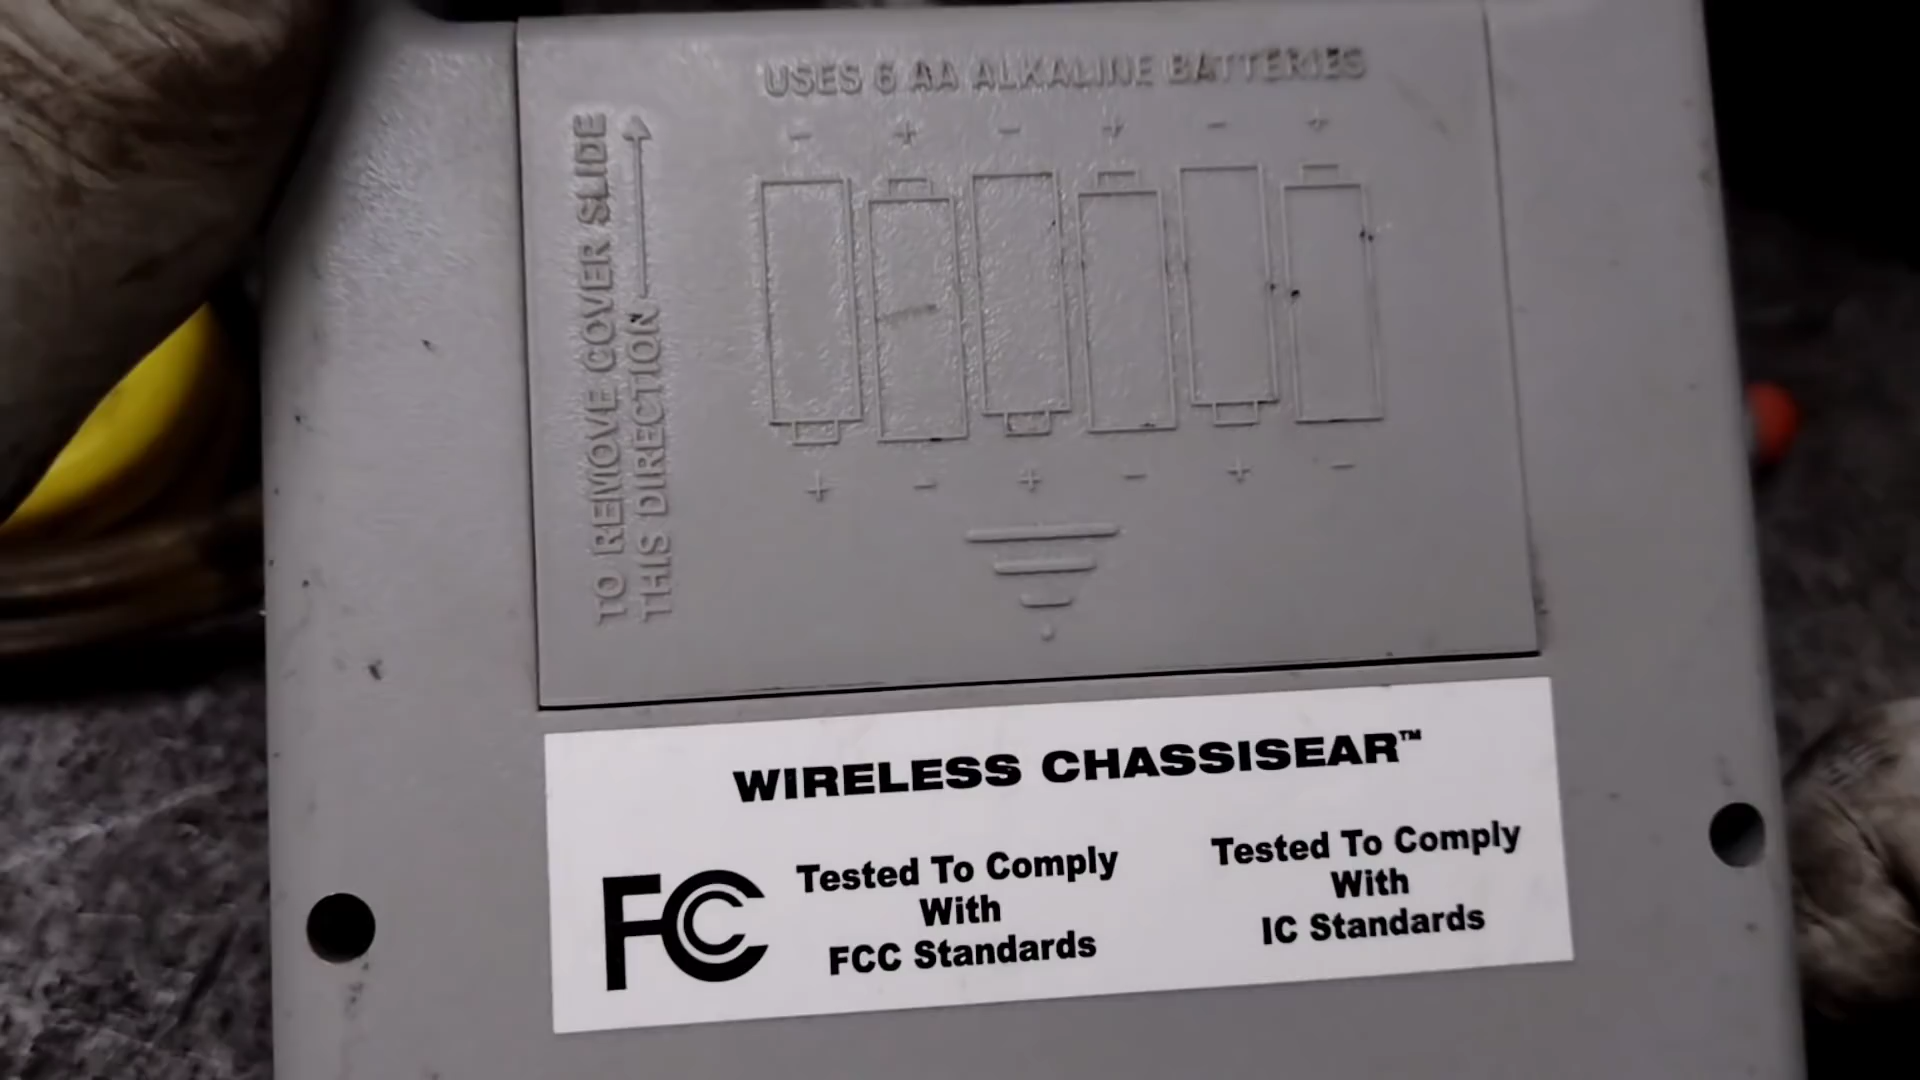 USES 6 AA ALKALINE BATTERIES
- + - + - +
+ - + - + -
TO REMOVE COVER SLIDE
THIS DIRECTION
WIRELESS CHASSISEAR™
FC
Tested To Comply
With
FCC Standards
Tested To Comply
With
IC Standards